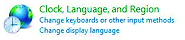 Clock, Language, and Region
Change keyboards or other input methods
Change display language